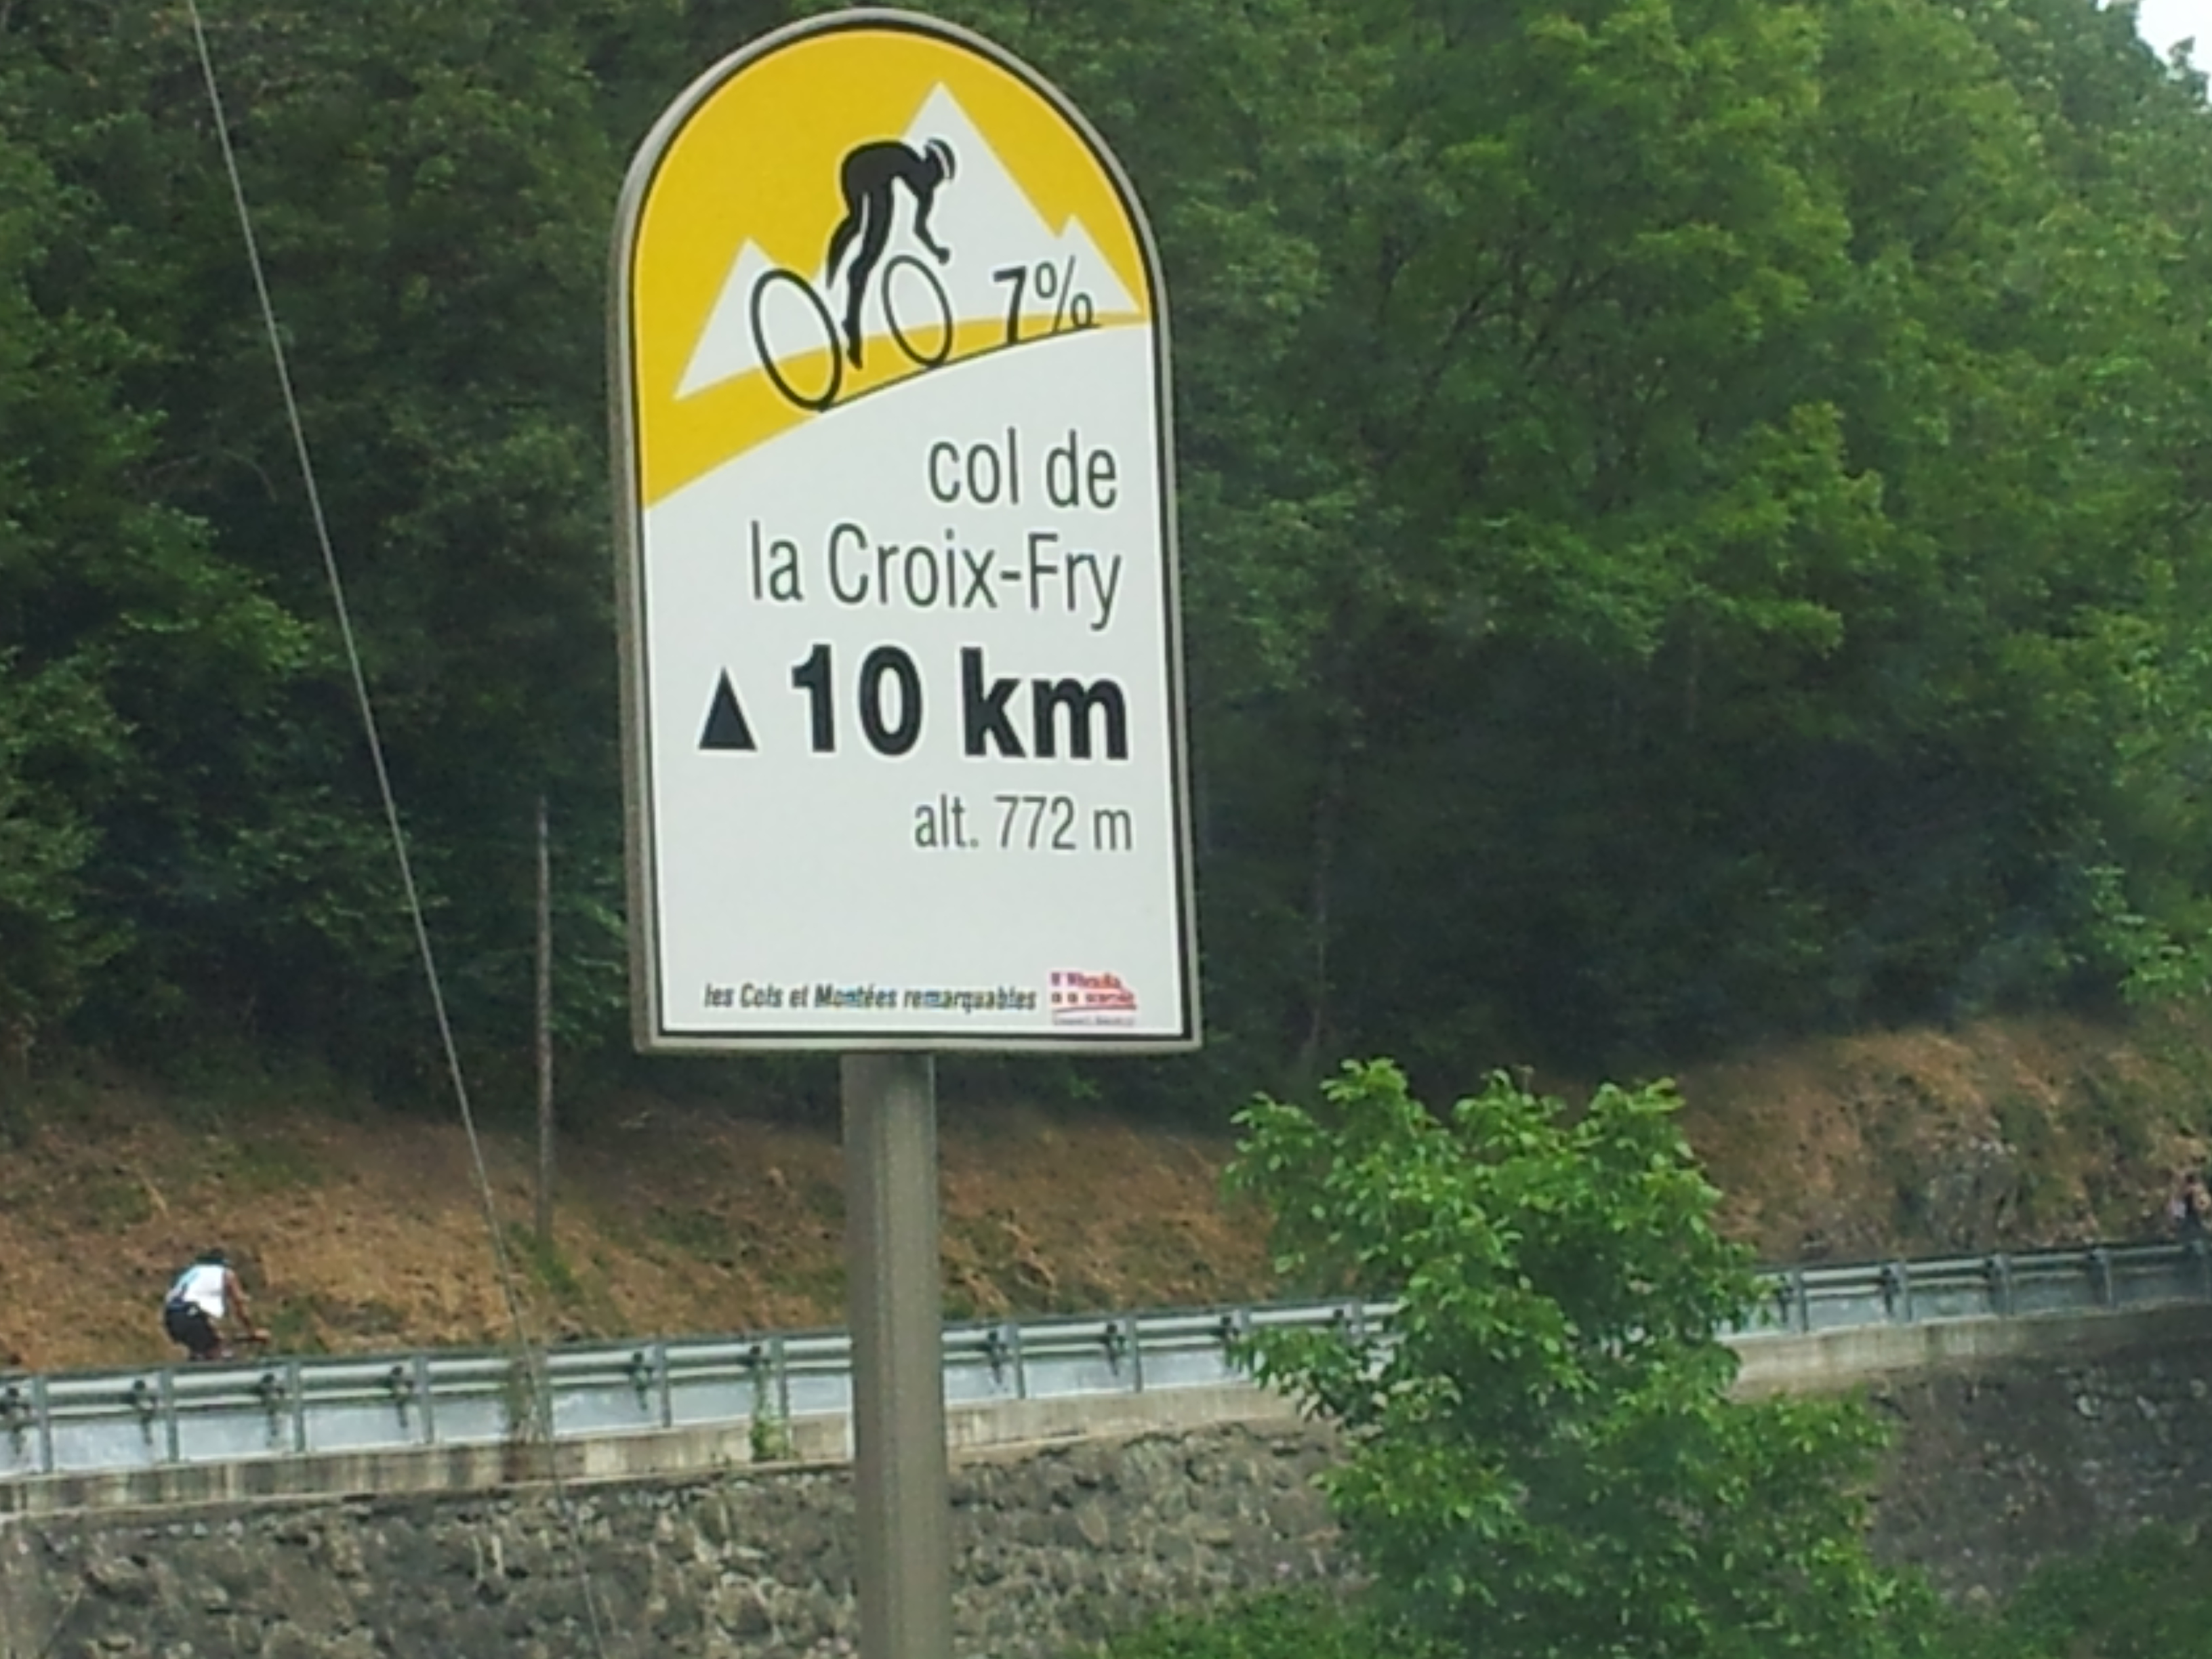 7%
col de
la Croix-Fry
▲ 10 km
alt. 772 m
les Cols et Montées remarquables